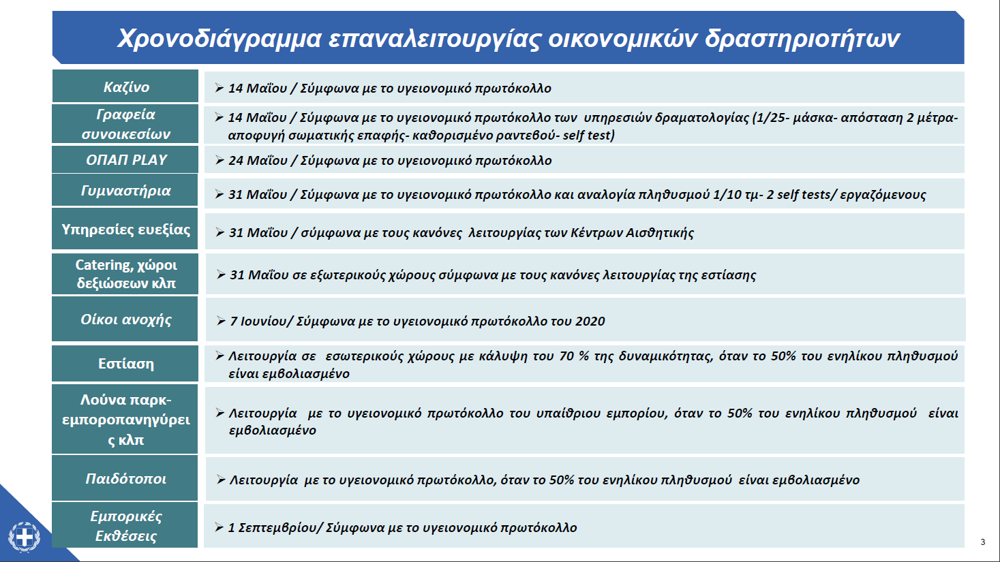 Χρονοδιάγραμμα επαναλειτουργίας οικονομικών δραστηριοτήτων
Καζίνο
➢ 14 Μαΐου / Σύμφωνα με το υγειονομικό πρωτόκολλο
Γραφεία
συνοικεσίων
➢ 14 Μαΐου / Σύμφωνα με το υγειονομικό πρωτόκολλο των υπηρεσιών δραματολογίας (1/25- μάσκα- απόσταση 2 μέτρα-
αποφυγή σωματικής επαφής- καθορισμένο ραντεβού- self test)
ΟΠΑΠ PLAY
➢ 24 Μαΐου / Σύμφωνα με το υγειονομικό πρωτόκολλο
Γυμναστήρια
➢ 31 Μαΐου / Σύμφωνα με το υγειονομικό πρωτόκολλο και αναλογία πληθυσμού 1/10 τμ- 2 self tests/ εργαζόμενους
Υπηρεσίες ευεξίας
➢ 31 Μαΐου / σύμφωνα με τους κανόνες λειτουργίας των Κέντρων Αισθητικής
Catering, χώροι
δεξιώσεων κλπ
➢ 31 Μαΐου σε εξωτερικούς χώρους σύμφωνα με τους κανόνες λειτουργίας της εστίασης
Οίκοι ανοχής
➢ 7 Ιουνίου/ Σύμφωνα με το υγειονομικό πρωτόκολλο του 2020
Εστίαση
➢ Λειτουργία σε εσωτερικούς χώρους με κάλυψη του 70 % της δυναμικότητας, όταν το 50% του ενηλίκου πληθυσμού
είναι εμβολιασμένο
Λούνα παρκ-
εμποροπανηγύρει
ς κλπ
➢ Λειτουργία με το υγειονομικό πρωτόκολλο του υπαίθριου εμπορίου, όταν το 50% του ενηλίκου πληθυσμού είναι
εμβολιασμένο
Παιδότοποι
➢ Λειτουργία με το υγειονομικό πρωτόκολλο, όταν το 50% του ενηλίκου πληθυσμού είναι εμβολιασμένο
Εμπορικές
Εκθέσεις
➢ 1 Σεπτεμβρίου/ Σύμφωνα με το υγειονομικό πρωτόκολλο
3